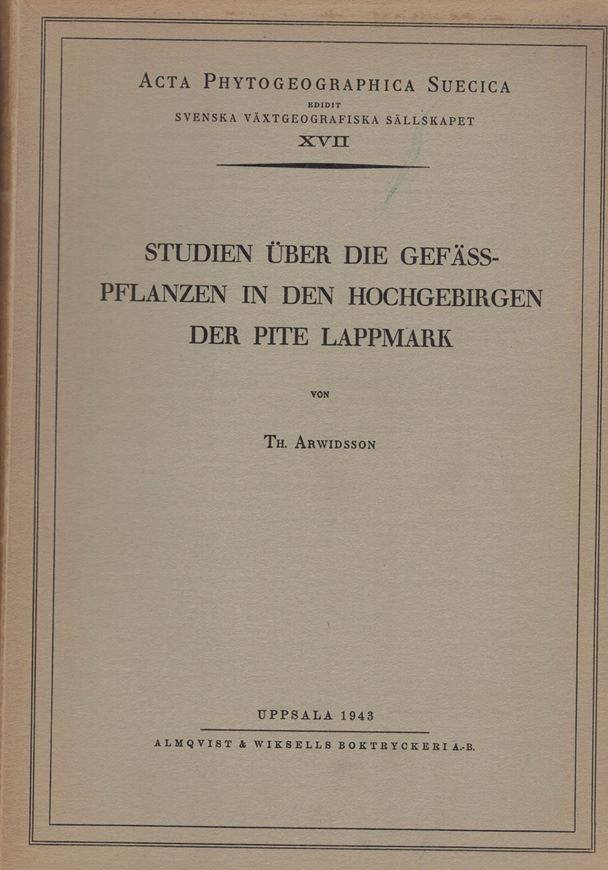 ACTA PHYTOGEOGRAPHICA SUECICA
EDIDIT
SVENSKA VÄXTGEOGRAFISKA SÄLLSKAPET
XVII
STUDIEN ÜBER DIE GEFÄSS-
PFLANZEN IN DEN HOCHGEBIRGEN
DER PITE LAPPMARK
VON
TH. ARWIDSSON
UPPSALA 1943
ALMQVIST & WIKSELLS BOKTRYCKERI A.-B.